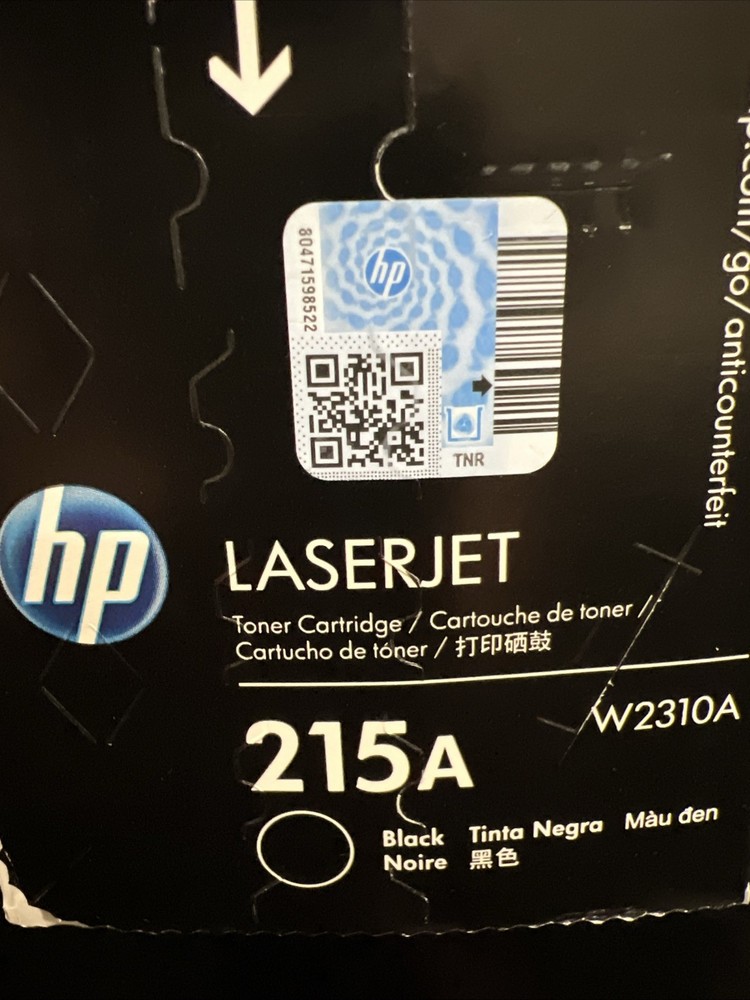 80471598522
hp
TNR
hp
LASERJET
Toner Cartridge / Cartouche de toner /
Cartucho de tóner / 打印硒鼓
W2310A
215A
Black Tinta Negra Màu đen
Noire 黑色
.com/go/anticounterfeit